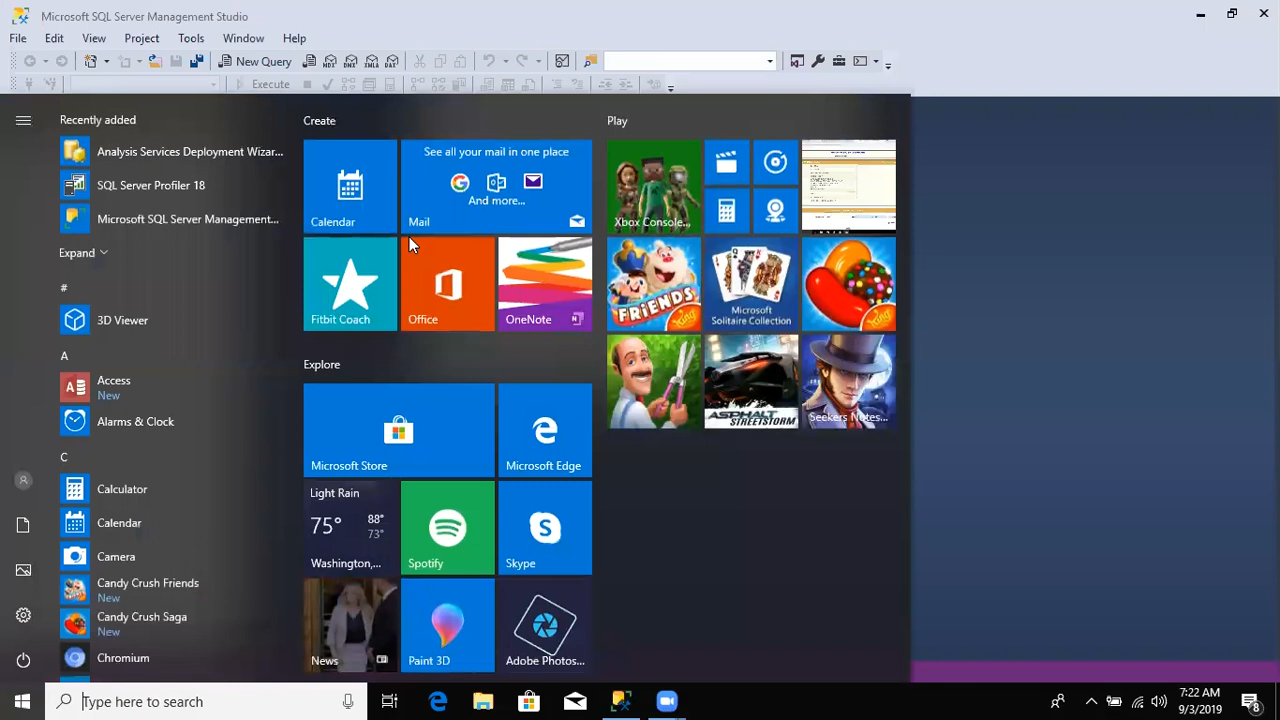 Microsoft SQL Server Management Studio
File Edit View Project Tools Window Help
New Query
Execute
Recently added
Analysis Services Deployment Wizar...
Server Profiler 18
Microsoft SQL Server Management...
Expand
#
3D Viewer
A
Access
New
Alarms & Clock
C
Calculator
Calendar
Camera
Candy Crush Friends
New
Candy Crush Saga
New
Chromium
Create
Calendar
See all your mail in one place
And more...
Mail
Fitbit Coach
Office
OneNote
Explore
Microsoft Store
Microsoft Edge
Light Rain
75° 88°
73°
Washington,...
Spotify
Skype
News
Paint 3D
Adobe Photos...
Play
Xbox Console...
FRIENDS
King
Microsoft
Solitaire Collection
King
ASPHALT
STREETSTORM
Seekers Notes...
Type here to search
7:22 AM
9/3/2019
8